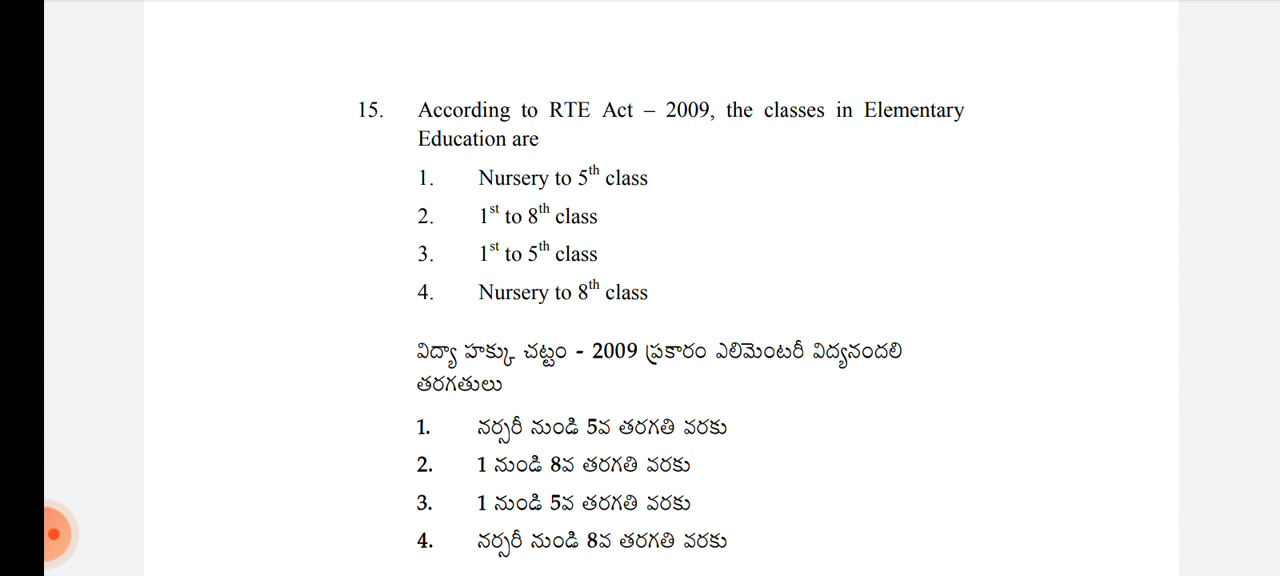 15. According to RTE Act – 2009, the classes in Elementary
Education are
1. Nursery to 5th class
2. 1st to 8th class
3. 1st to 5th class
4. Nursery to 8th class
విద్యా హక్కు చట్టం - 2009 ప్రకారం ఎలిమెంటరీ విద్యనందలి
తరగతులు
1. నర్సరీ నుండి 5వ తరగతి వరకు
2. 1 నుండి 8వ తరగతి వరకు
3. 1 నుండి 5వ తరగతి వరకు
4. నర్సరీ నుండి 8వ తరగతి వరకు